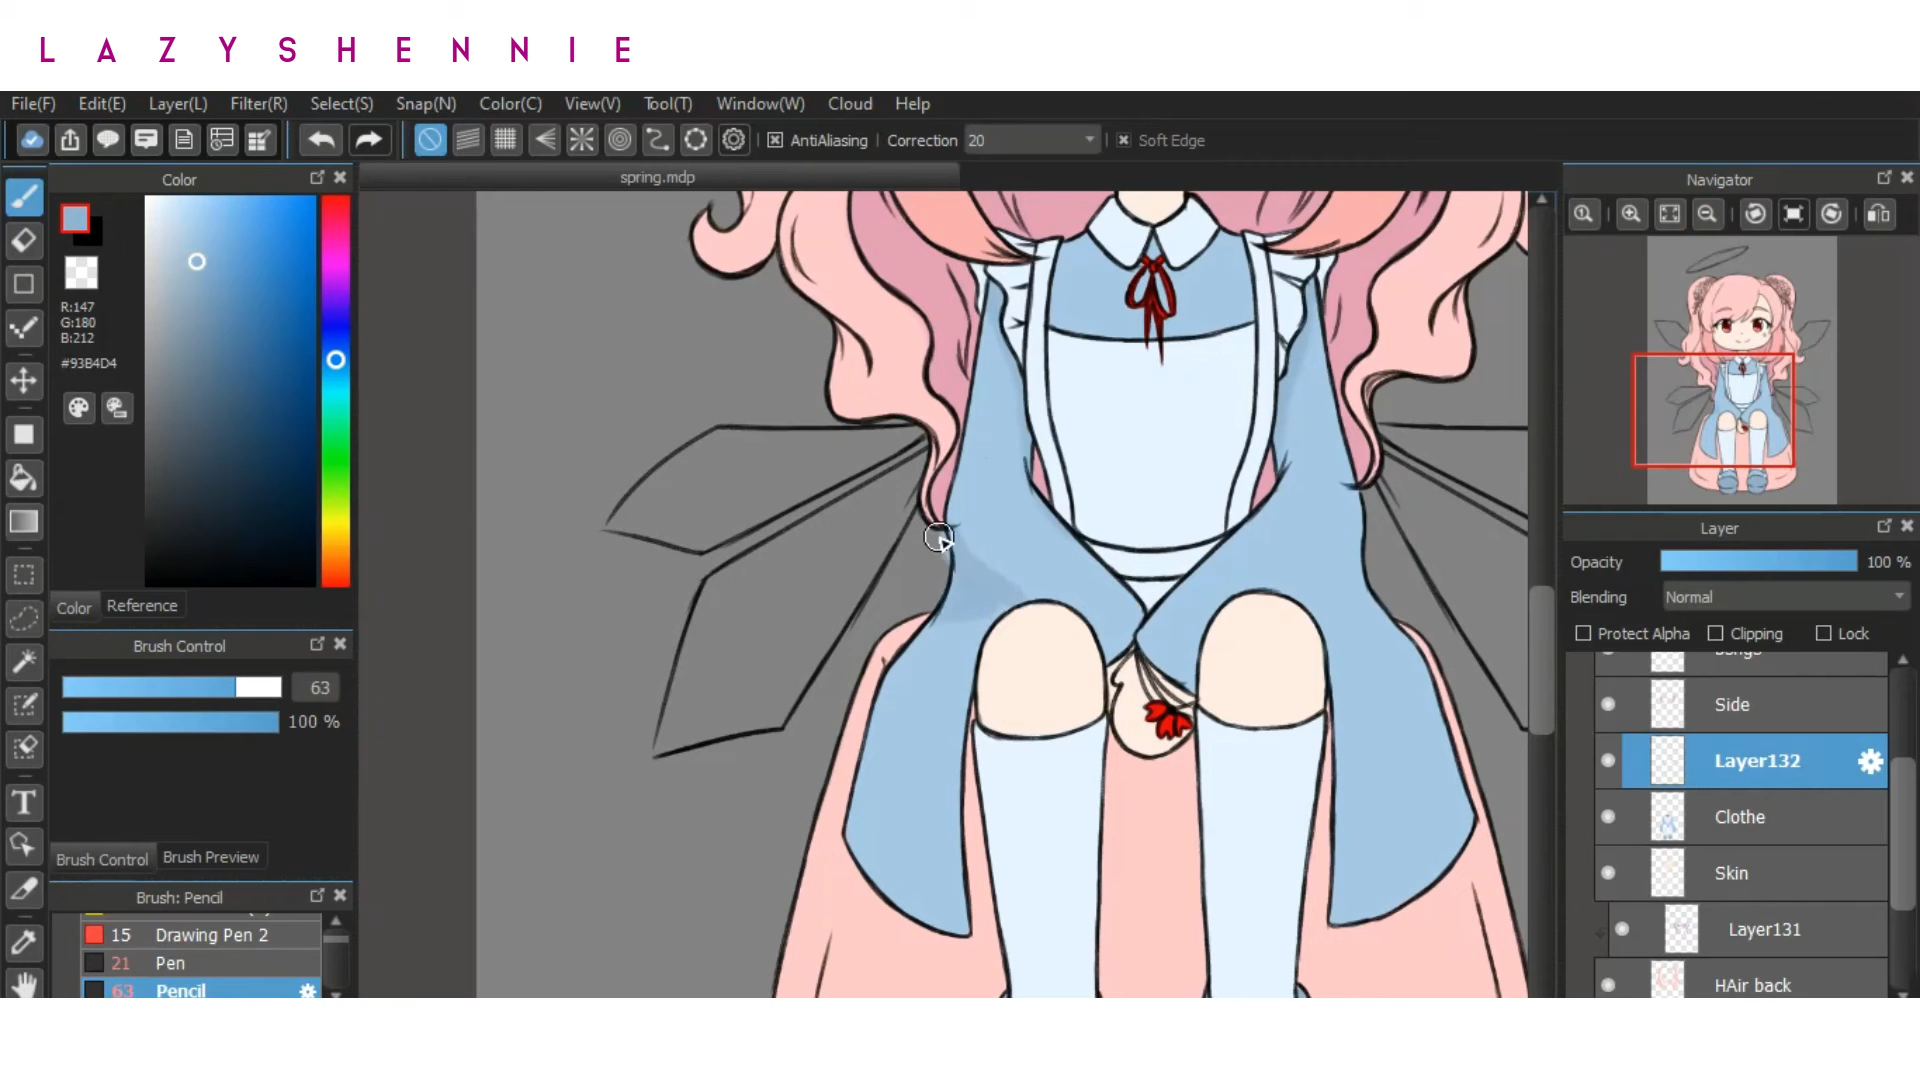 LAZYSHENNIE
File(F) Edit(E) Layer(L) Filter(R) Select(S) Snap(N) Color(C) View(V) Tool(T) Window(W) Cloud Help
AntiAliasing Correction 20 Soft Edge
Color
spring.mdp
Navigator
R:147
G:180
B:212
#93B4D4
Color Reference
Brush Control
63
100 %
Brush Control Brush Preview
Brush: Pencil
15 Drawing Pen 2
21 Pen
63 Pencil
Layer
Opacity 100 %
Blending Normal
Protect Alpha Clipping Lock
Side
Layer132
Clothe
Skin
Layer131
HAir back